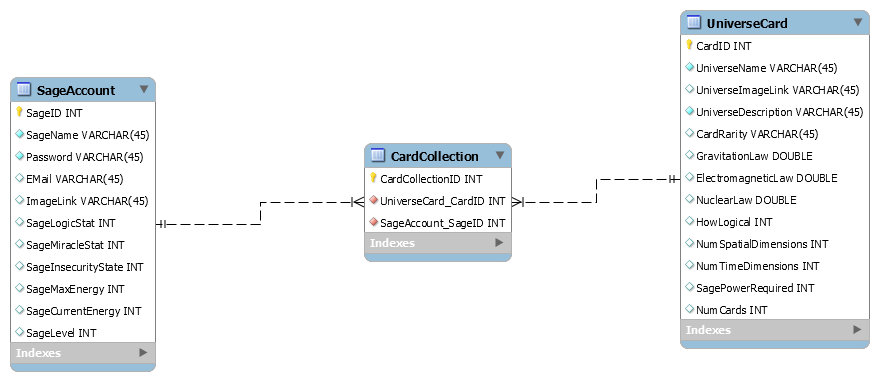 SageAccount
SageID INT
SageName VARCHAR(45)
Password VARCHAR(45)
EMail VARCHAR(45)
ImageLink VARCHAR(45)
SageLogicStat INT
SageMiracleStat INT
SageInsecurityState INT
SageMaxEnergy INT
SageCurrentEnergy INT
SageLevel INT
Indexes
CardCollection
CardCollectionID INT
UniverseCard_CardID INT
SageAccount_SageID INT
Indexes
UniverseCard
CardID INT
UniverseName VARCHAR(45)
UniverseImageLink VARCHAR(45)
UniverseDescription VARCHAR(45)
CardRarity VARCHAR(45)
GravitationLaw DOUBLE
ElectromagneticLaw DOUBLE
NuclearLaw DOUBLE
HowLogical INT
NumSpatialDimensions INT
NumTimeDimensions INT
SagePowerRequired INT
NumCards INT
Indexes